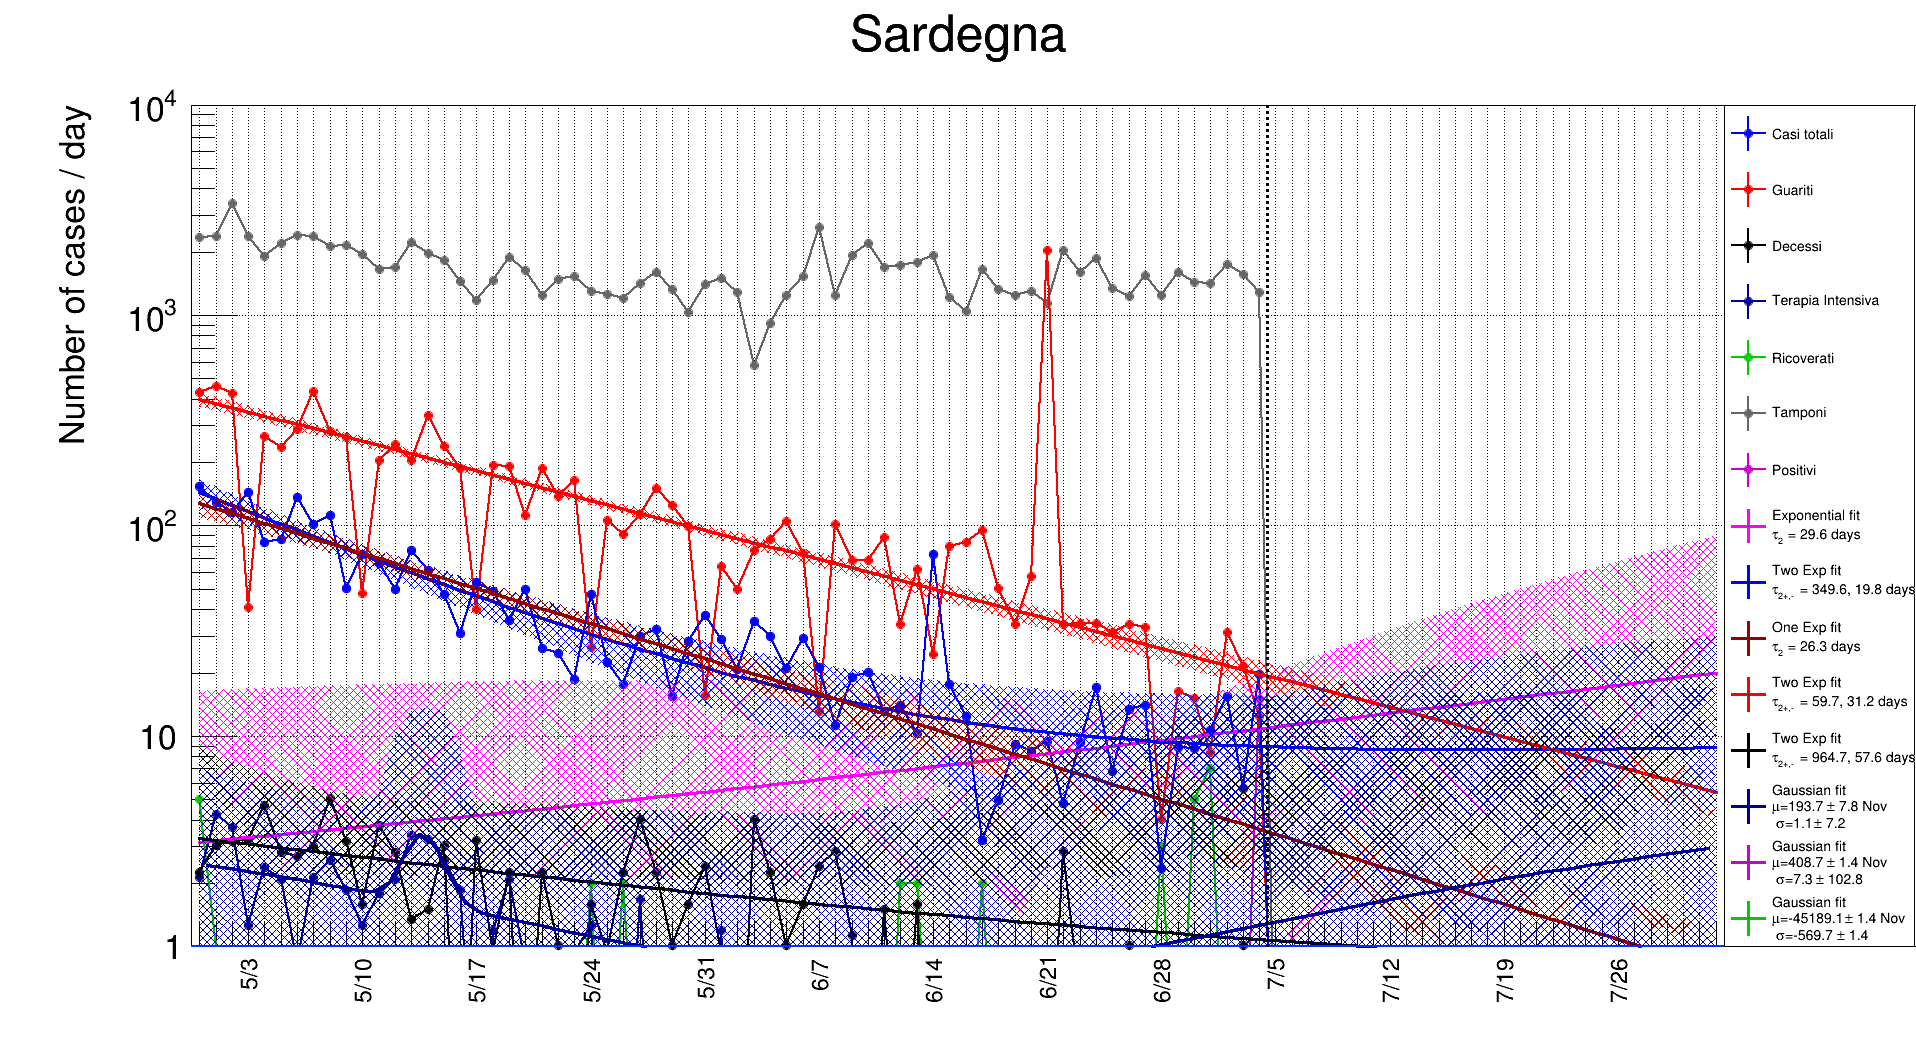 Sardegna
Number of cases / day
10⁴
10³
10²
10
1
5/3
5/10
5/17
5/24
5/31
6/7
6/14
6/21
6/28
7/5
7/12
7/19
7/26
Casi totali
Guariti
Decessi
Terapia Intensiva
Ricoverati
Tamponi
Positivi
Exponential fit
τ₂ = 29.6 days
Two Exp fit
τ₂₊,₋ = 349.6, 19.8 days
One Exp fit
τ₂ = 26.3 days
Two Exp fit
τ₂₊,₋ = 59.7, 31.2 days
Two Exp fit
τ₂₊,₋ = 964.7, 57.6 days
Gaussian fit
μ=193.7 ± 7.8 Nov
σ=1.1 ± 7.2
Gaussian fit
μ=408.7 ± 1.4 Nov
σ=7.3 ± 102.8
Gaussian fit
μ=-45189.1 ± 1.4 Nov
σ=-569.7 ± 1.4